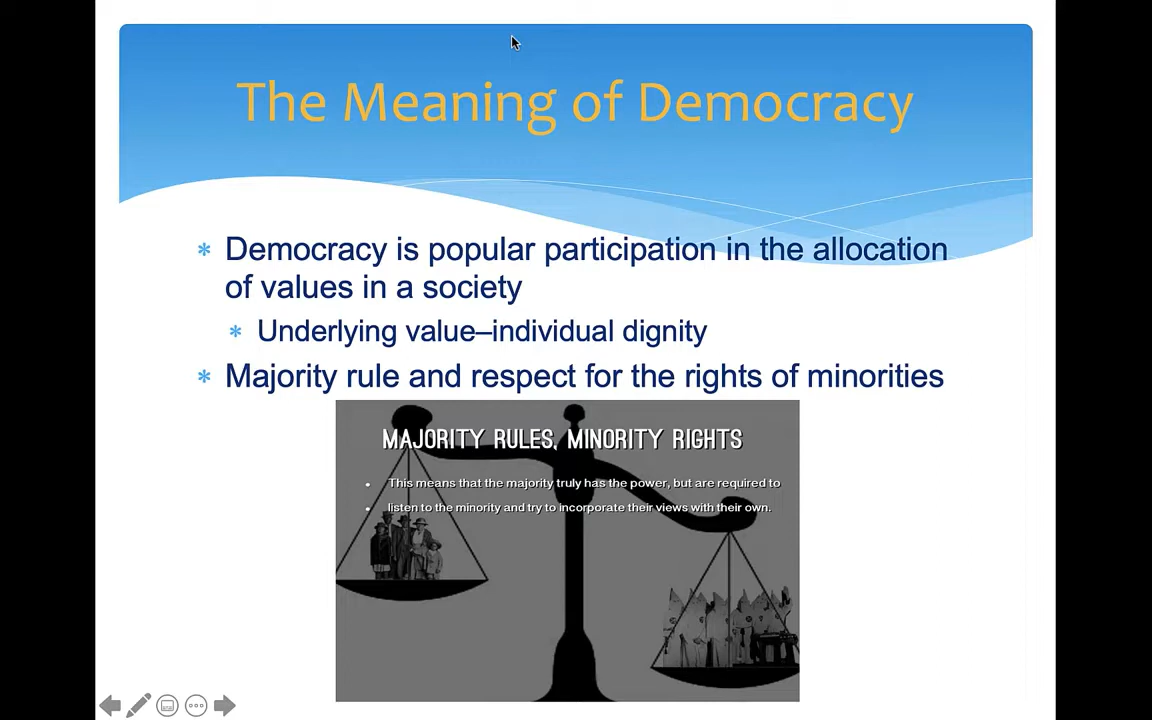 The Meaning of Democracy
Democracy is popular participation in the allocation
of values in a society
Underlying value–individual dignity
Majority rule and respect for the rights of minorities
MAJORITY RULES, MINORITY RIGHTS
This means that the majority truly has the power, but are required to
listen to the minority and try to incorporate their views with their own.